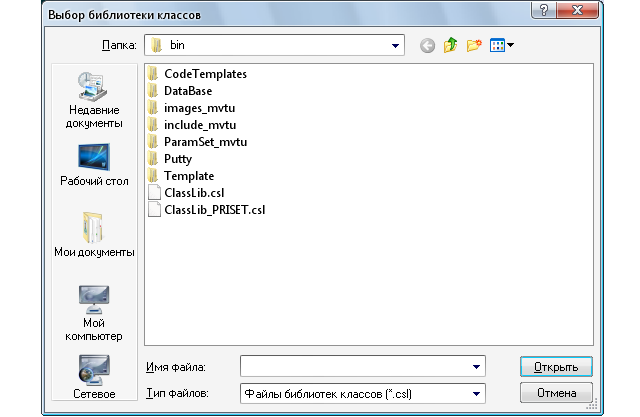 Выбор библиотеки классов
Папка:
bin
Недавние
документы
Рабочий стол
Мои документы
Мой
компьютер
Сетевое
CodeTemplates
DataBase
images_mvtu
include_mvtu
ParamSet_mvtu
Putty
Template
ClassLib.csl
ClassLib_PRISET.csl
Имя файла:
Открыть
Тип файлов:
Файлы библиотек классов (*.csl)
Отмена